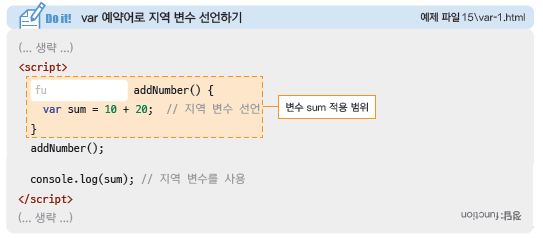 Do it! var 예약어로 지역 변수 선언하기 예제 파일 15\var-1.html
(... 생략 ...)
<script>
fu addNumber() {
var sum = 10 + 20; // 지역 변수 선언
변수 sum 적용 범위
}
addNumber();
console.log(sum); // 지역 변수를 사용
</script>
(... 생략 ...)
정답: function